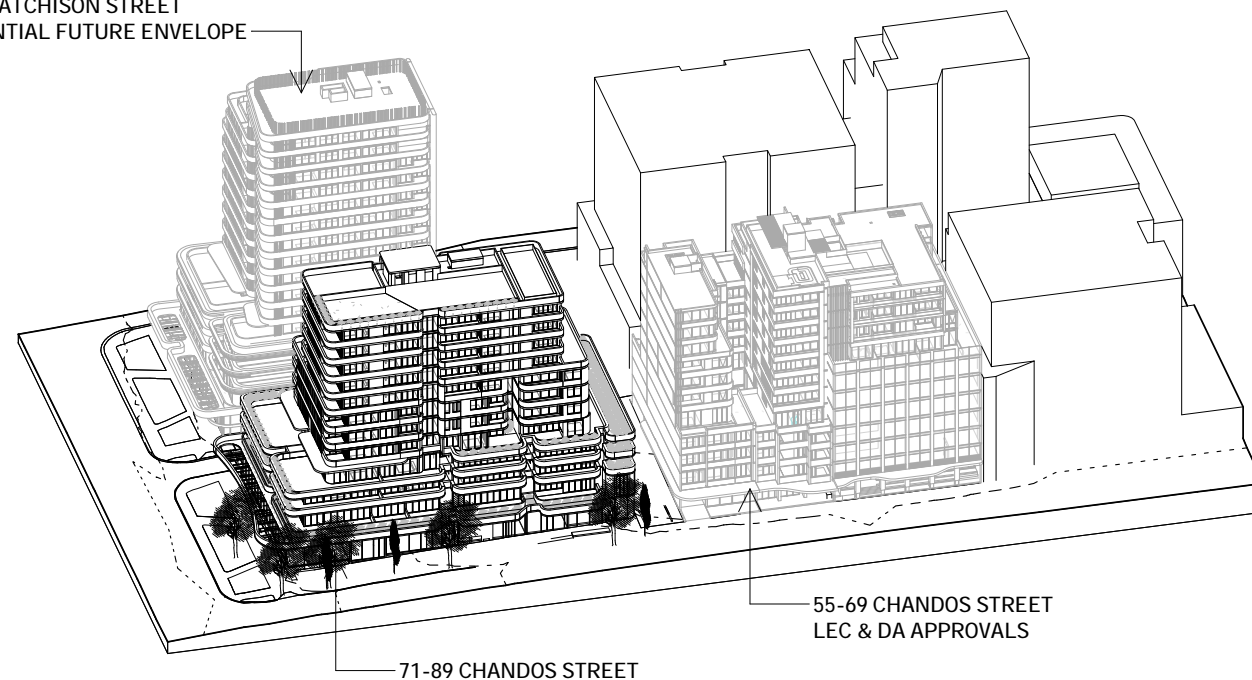 ATCHISON STREET
NTIAL FUTURE ENVELOPE
55-69 CHANDOS STREET
LEC & DA APPROVALS
71-89 CHANDOS STREET